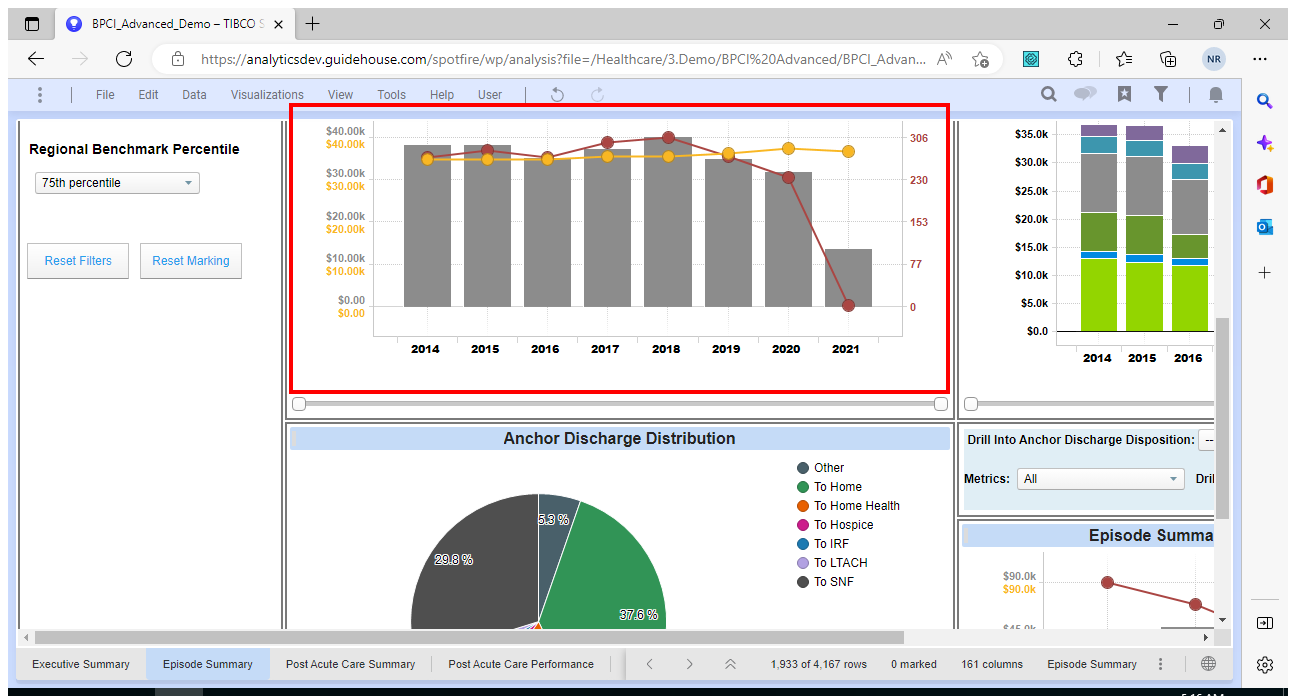 BPCI_Advanced_Demo – TIBCO S
https://analyticsdev.guidehouse.com/spotfire/wp/analysis?file=/Healthcare/3.Demo/BPCI%20Advanced/BPCI_Advan...
NR
File Edit Data Visualizations View Tools Help User
Regional Benchmark Percentile
75th percentile
Reset Filters Reset Marking
$40.00k
$40.00k
$30.00k
$30.00k
$20.00k
$20.00k
$10.00k
$10.00k
$0.00
$0.00
306
230
153
77
0
2014 2015 2016 2017 2018 2019 2020 2021
$35.0k
$30.0k
$25.0k
$20.0k
$15.0k
$10.0k
$5.0k
$0.0
2014 2015 2016
Anchor Discharge Distribution
5.3 %
29.8 %
37.6 %
Other
To Home
To Home Health
To Hospice
To IRF
To LTACH
To SNF
Drill Into Anchor Discharge Disposition: --
Metrics: All Dril
Episode Summa
$90.0k
$90.0k
$45.0k
Executive Summary Episode Summary Post Acute Care Summary Post Acute Care Performance 1,933 of 4,167 rows 0 marked 161 columns Episode Summary
5:16 AM